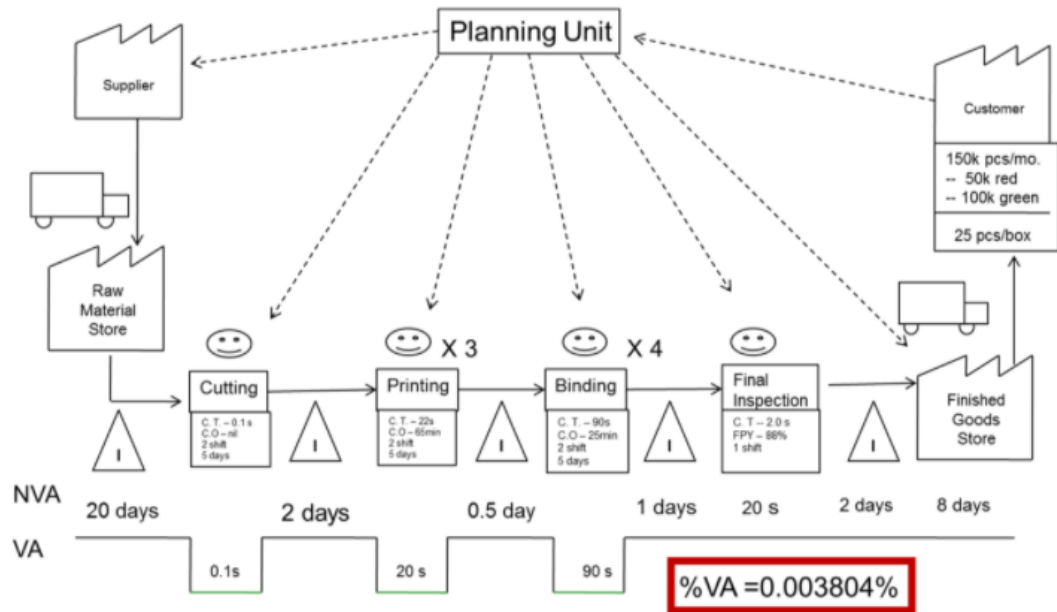 Planning Unit
Supplier
Customer
150k pcs/mo.
-- 50k red
-- 100k green
25 pcs/box
Raw
Material
Store
X 3
X 4
Cutting
C. T. – 0.1 s
C.O – nil
2 shift
5 days
Printing
C. T. – 22s
C.O – 65min
2 shift
5 days
Binding
C. T. – 90s
C.O – 25min
2 shift
5 days
Final
Inspection
C. T – 2.0 s
FPY – 88%
1 shift
Finished
Goods
Store
I
I
I
I
I
NVA
20 days
2 days
0.5 day
1 days
20 s
2 days
8 days
VA
0.1s
20 s
90 s
%VA =0.003804%